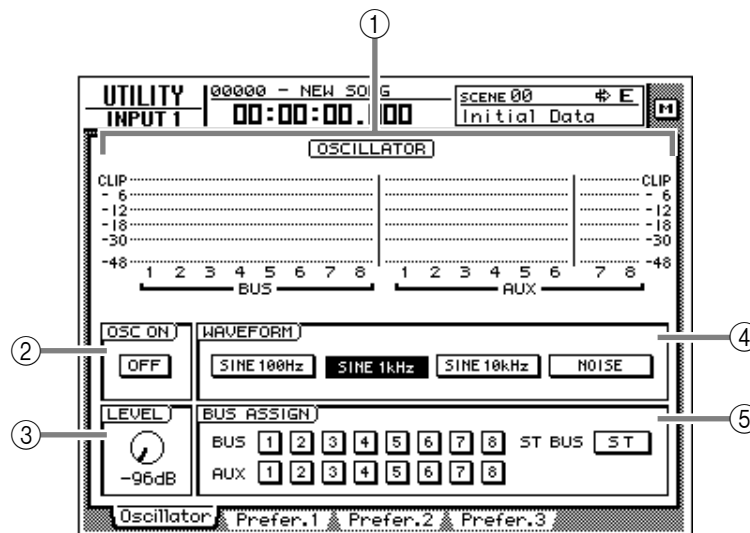 ①
UTILITY 00000 - NEW SONG SCENE 00 E M
INPUT 1 00:00:00.000 Initial Data
OSCILLATOR
CLIP CLIP
- 6 - 6
-12 -12
-18 -18
-30 -30
-48 -48
1 2 3 4 5 6 7 8 1 2 3 4 5 6 7 8
BUS AUX
② OSC ON WAVEFORM ④
OFF SINE 100Hz SINE 1kHz SINE 10kHz NOISE
③ LEVEL BUS ASSIGN ⑤
BUS 1 2 3 4 5 6 7 8 ST BUS ST
-96dB AUX 1 2 3 4 5 6 7 8
Oscillator Prefer.1 Prefer.2 Prefer.3